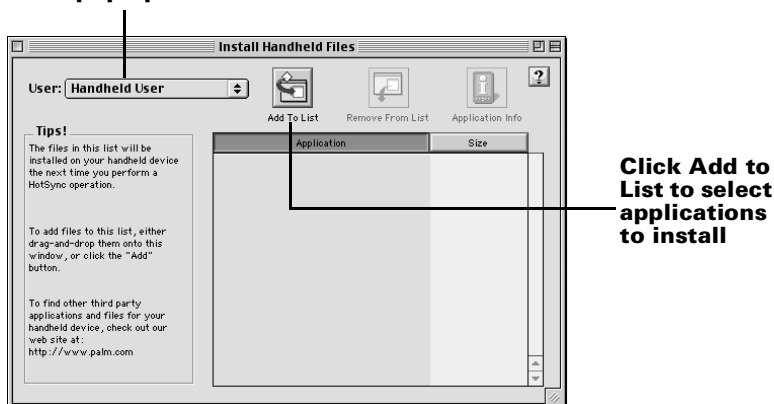 Install Handheld Files
User: Handheld User
?
Add To List
Remove From List
Application Info
Tips!
The files in this list will be
installed on your handheld device
the next time you perform a
HotSync operation.
To add files to this list, either
drag-and-drop them onto this
window, or click the "Add"
button.
To find other third party
applications and files for your
handheld device, check out our
web site at:
http://www.palm.com
Application
Size
Click Add to
List to select
applications
to install